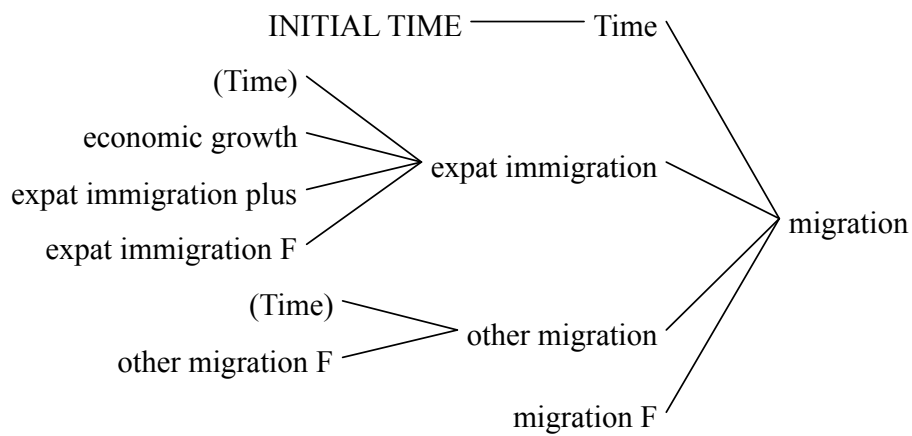 INITIAL TIME
Time
(Time)
economic growth
expat immigration plus
expat immigration F
expat immigration
(Time)
other migration F
other migration
migration F
migration